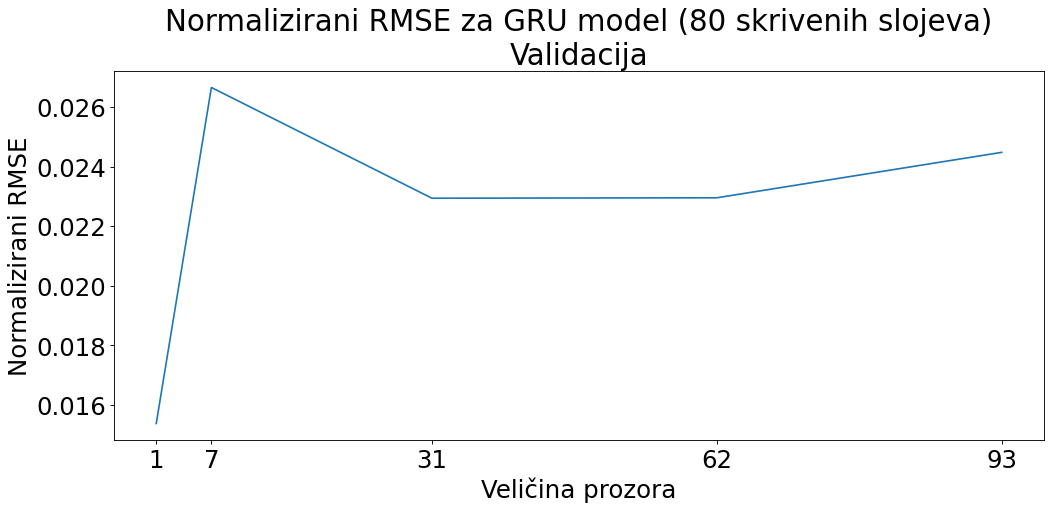 Normalizirani RMSE za GRU model (80 skrivenih slojeva)
Validacija
Normalizirani RMSE
0.026
0.024
0.022
0.020
0.018
0.016
1 7 31 62 93
Veličina prozora